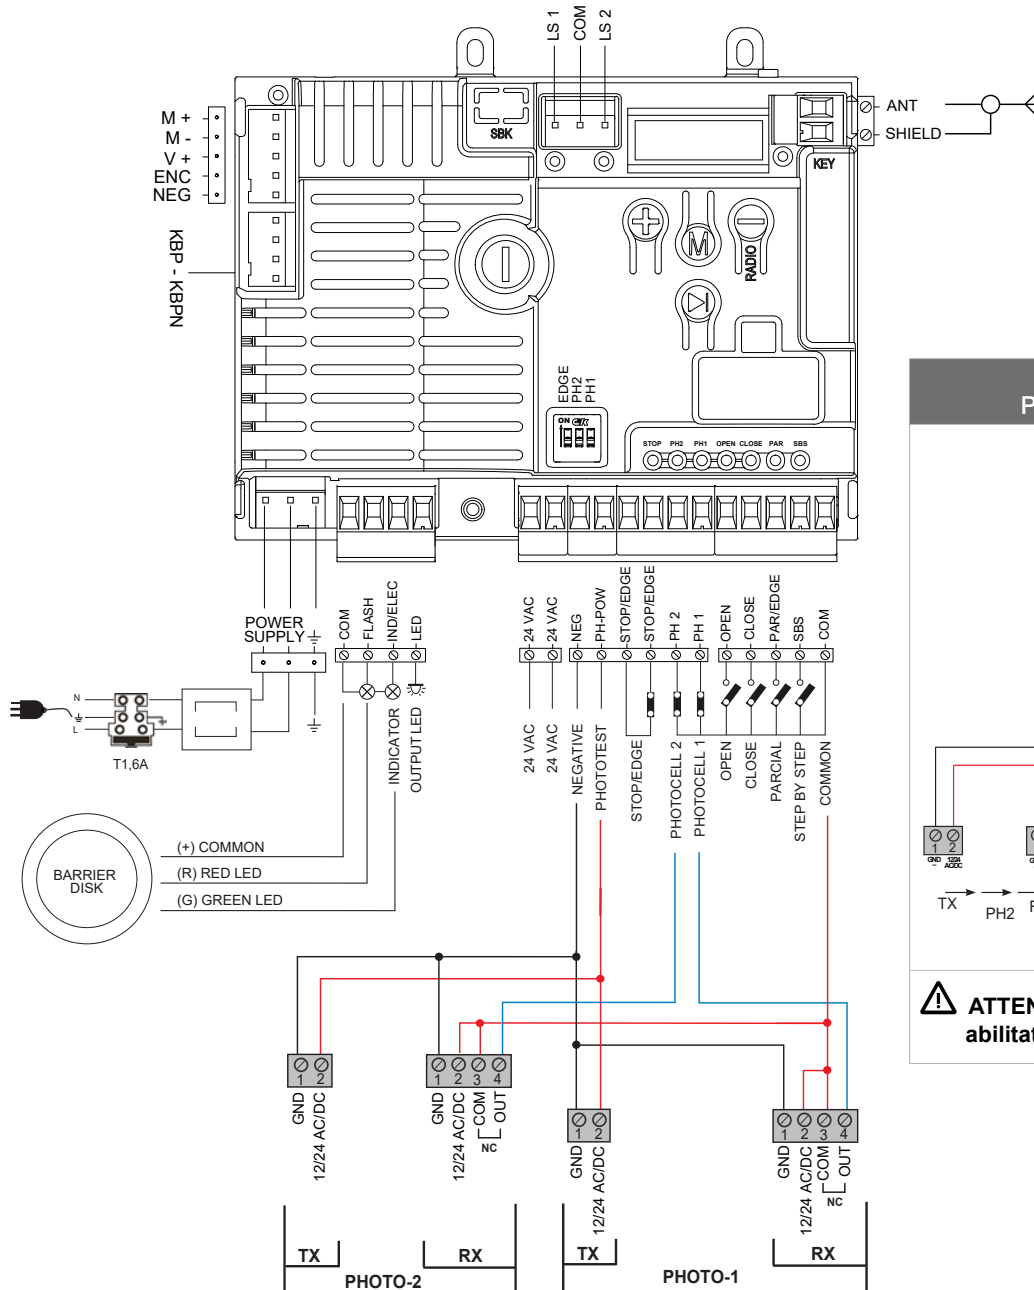 LS 1
COM
LS 2
M +
M -
V +
ENC
NEG
KBP - KBPN
SBK
KEY
ANT
SHIELD
M
RADIO
EDGE
PH2
PH1
ON
STOP PH2 PH1 OPEN CLOSE PAR SBS
POWER
SUPPLY
COM
FLASH
IND/ELEC
LED
24 VAC
24 VAC
NEG
PH-POW
STOP/EDGE
STOP/EDGE
PH 2
PH 1
OPEN
CLOSE
PAR/EDGE
SBS
COM
N
L
T1,6A
INDICATOR
OUTPUT LED
24 VAC
24 VAC
NEGATIVE
PHOTOTEST
STOP/EDGE
PHOTOCELL 2
PHOTOCELL 1
OPEN
CLOSE
PARCIAL
STEP BY STEP
COMMON
BARRIER
DISK
(+) COMMON
(R) RED LED
(G) GREEN LED
1 2
GND
12/24 AC/DC
1 2 3 4
GND
12/24 AC/DC
COM
OUT
NC
1 2
GND
12/24 AC/DC
1 2 3 4
GND
12/24 AC/DC
COM
OUT
NC
TX
RX
PHOTO-2
TX
RX
PHOTO-1
P
1 2
GND
-
12/24
AC/DC
G
TX
PH2
ATTEN
abilitat